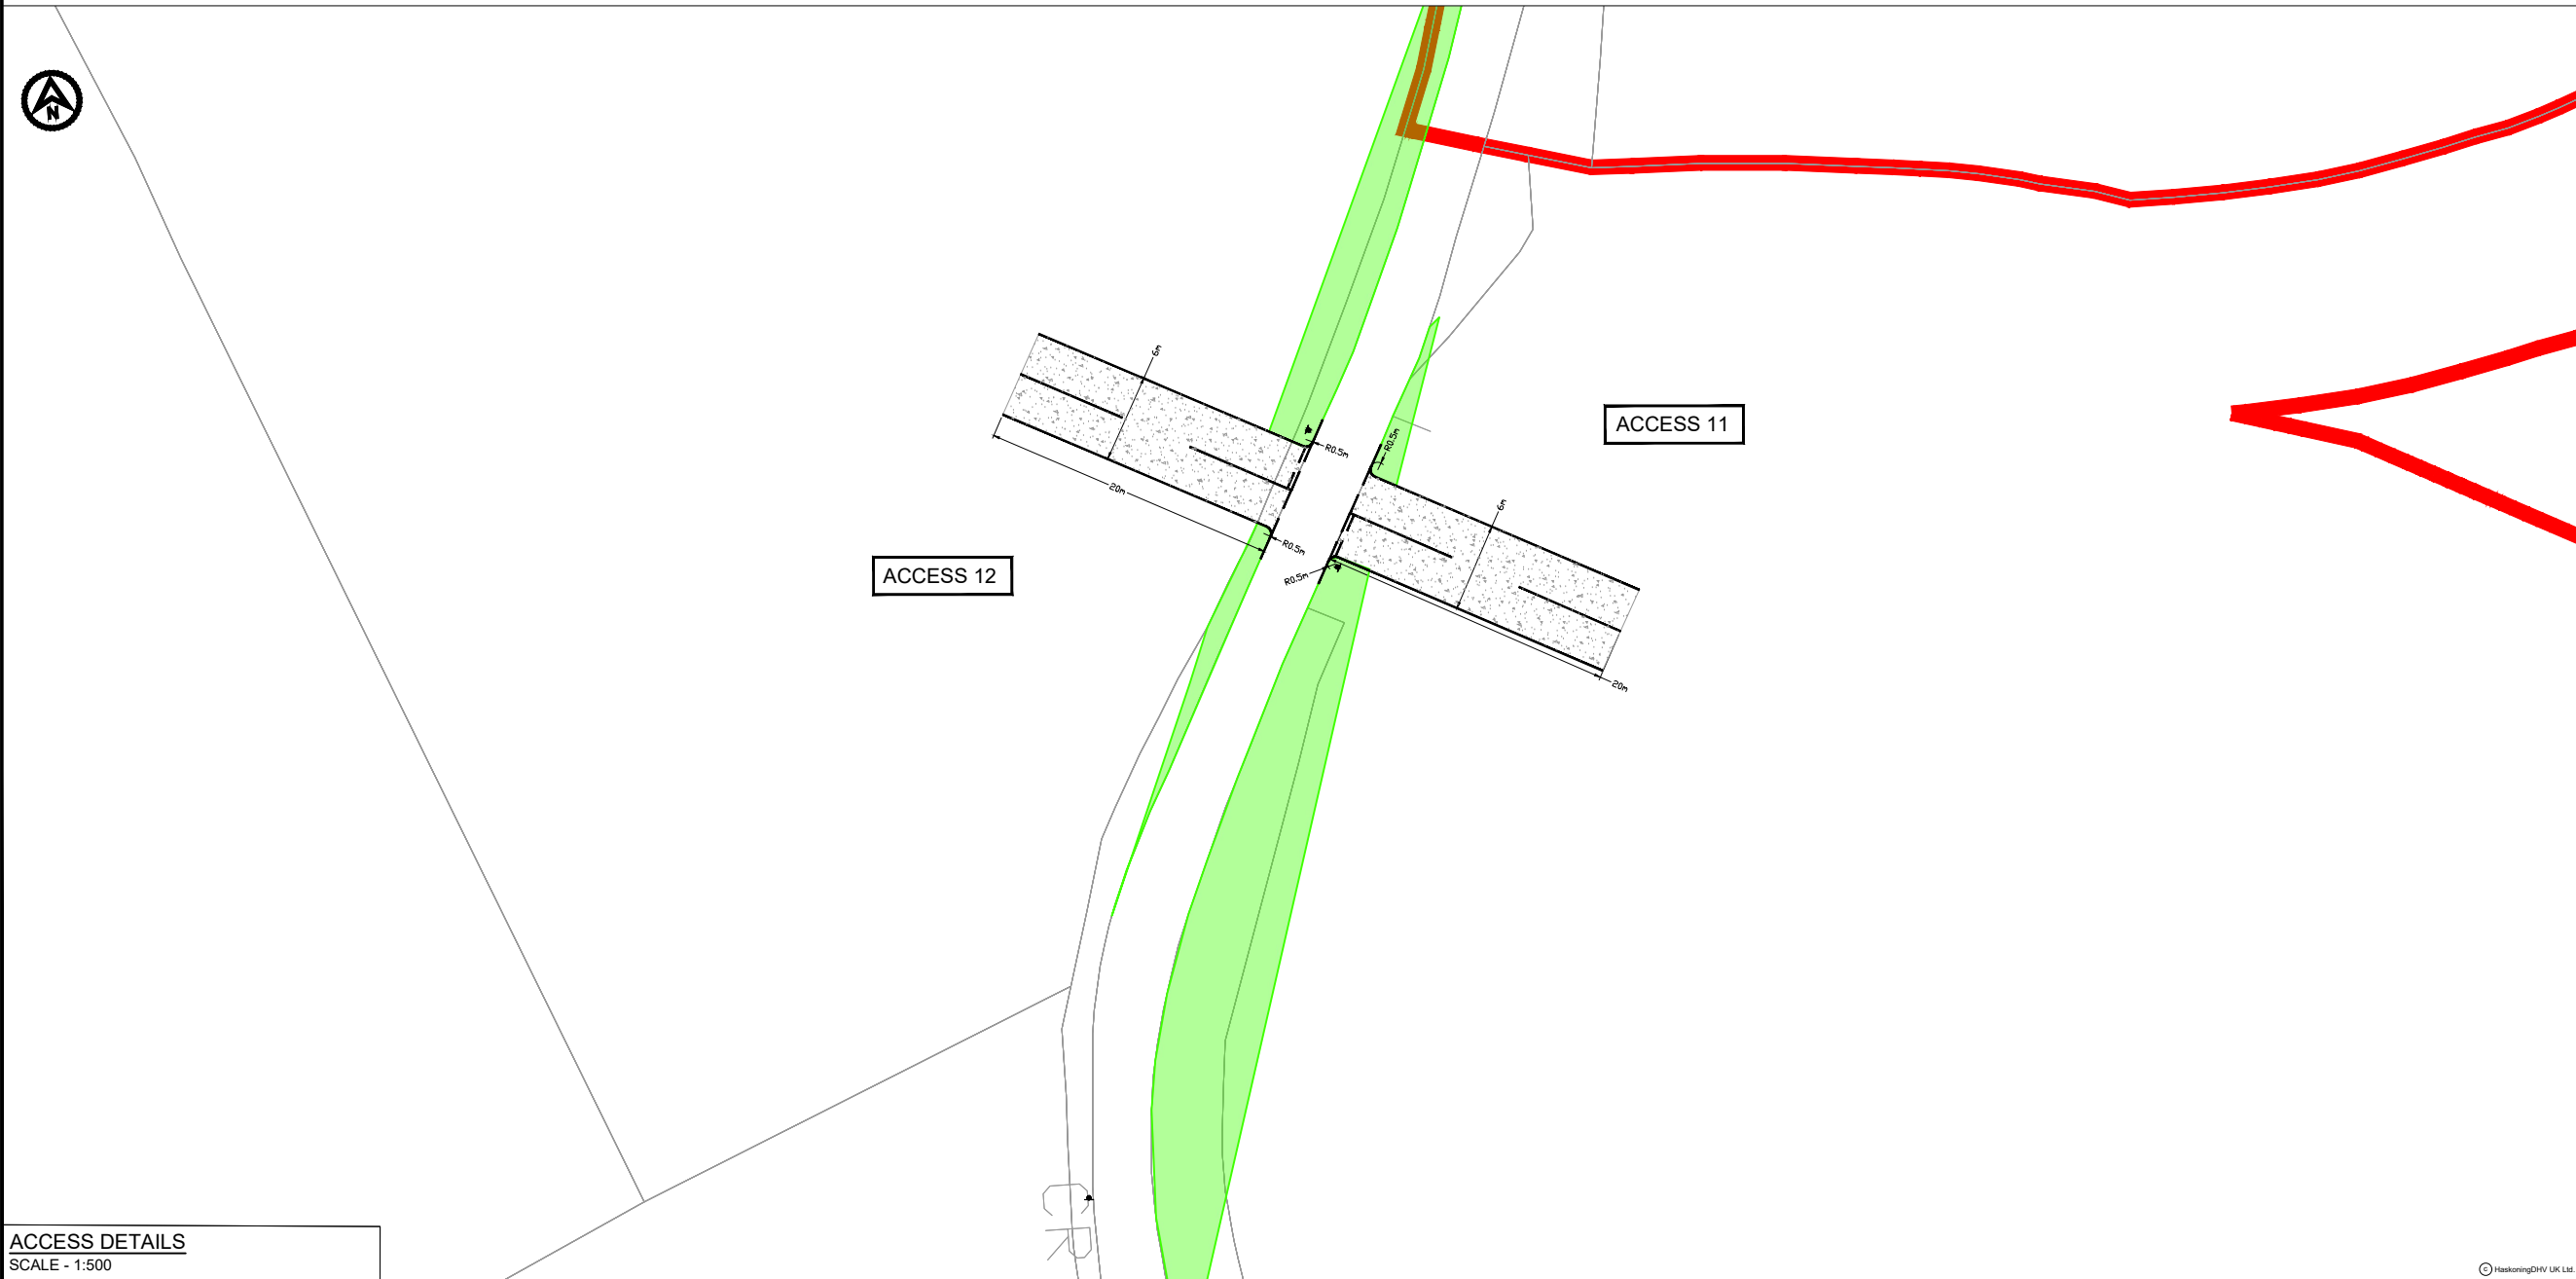 N
6m
R0.5m
R0.5m
ACCESS 11
20m
6m
R0.5m
ACCESS 12
R0.5m
20m
ACCESS DETAILS
SCALE - 1:500
© HaskoningDHV UK Ltd.